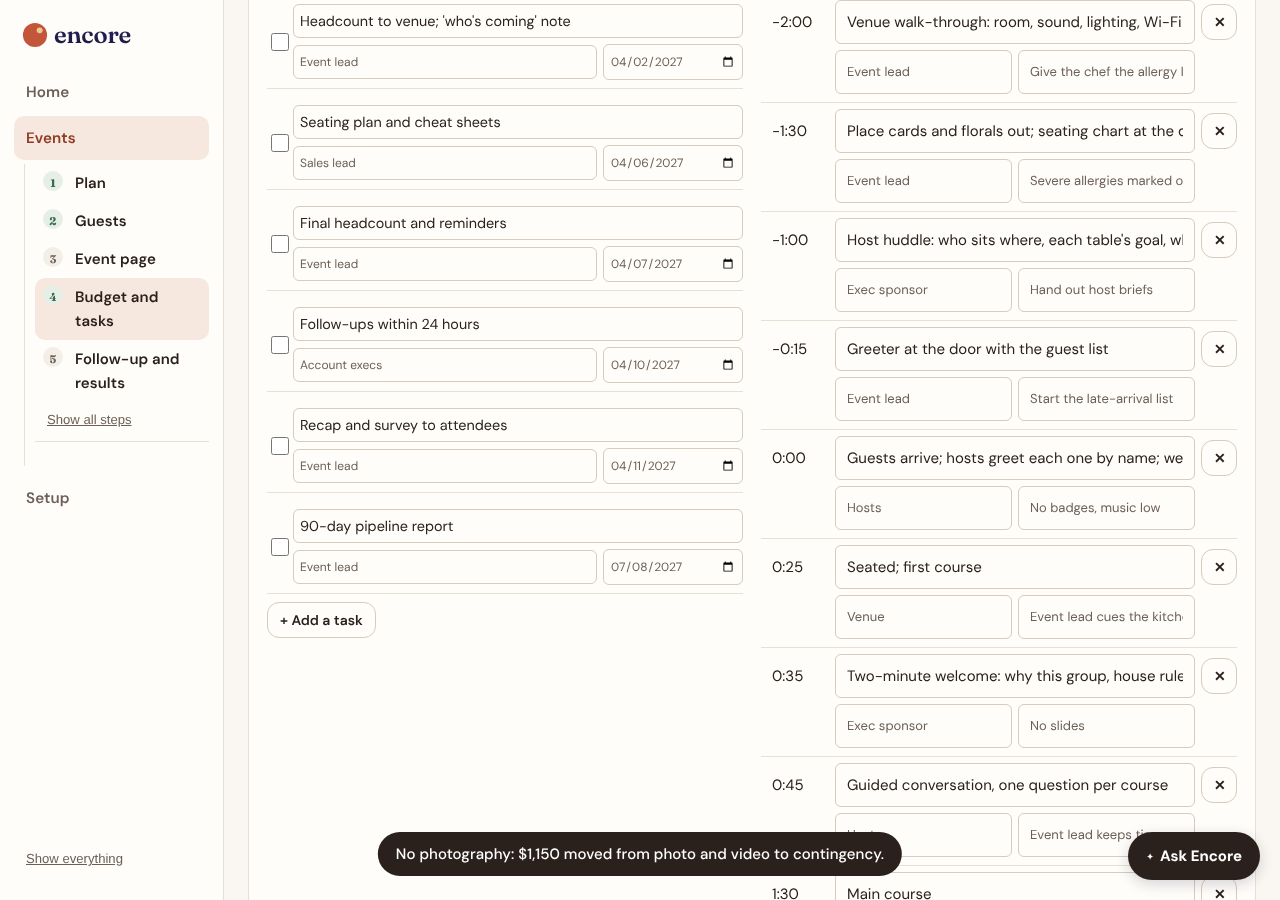 encore
Home
Events
1 Plan
2 Guests
3 Event page
4 Budget and
tasks
5 Follow-up and
results
Show all steps
Setup
Show everything
Headcount to venue; 'who's coming' note
Event lead
04/02/2027
Seating plan and cheat sheets
Sales lead
04/06/2027
Final headcount and reminders
Event lead
04/07/2027
Follow-ups within 24 hours
Account execs
04/10/2027
Recap and survey to attendees
Event lead
04/11/2027
90-day pipeline report
Event lead
07/08/2027
+ Add a task
-2:00
Venue walk-through: room, sound, lighting, Wi-Fi
Event lead
Give the chef the allergy
-1:30
Place cards and florals out; seating chart at the
Event lead
Severe allergies marked
-1:00
Host huddle: who sits where, each table's goal,
Exec sponsor
Hand out host briefs
-0:15
Greeter at the door with the guest list
Event lead
Start the late-arrival list
0:00
Guests arrive; hosts greet each one by name;
Hosts
No badges, music low
0:25
Seated; first course
Venue
Event lead cues the
0:35
Two-minute welcome: why this group, house
Exec sponsor
No slides
0:45
Guided conversation, one question per course
Event lead keeps
1:30
Main course
No photography: $1,150 moved from photo and video to contingency.
Ask Encore